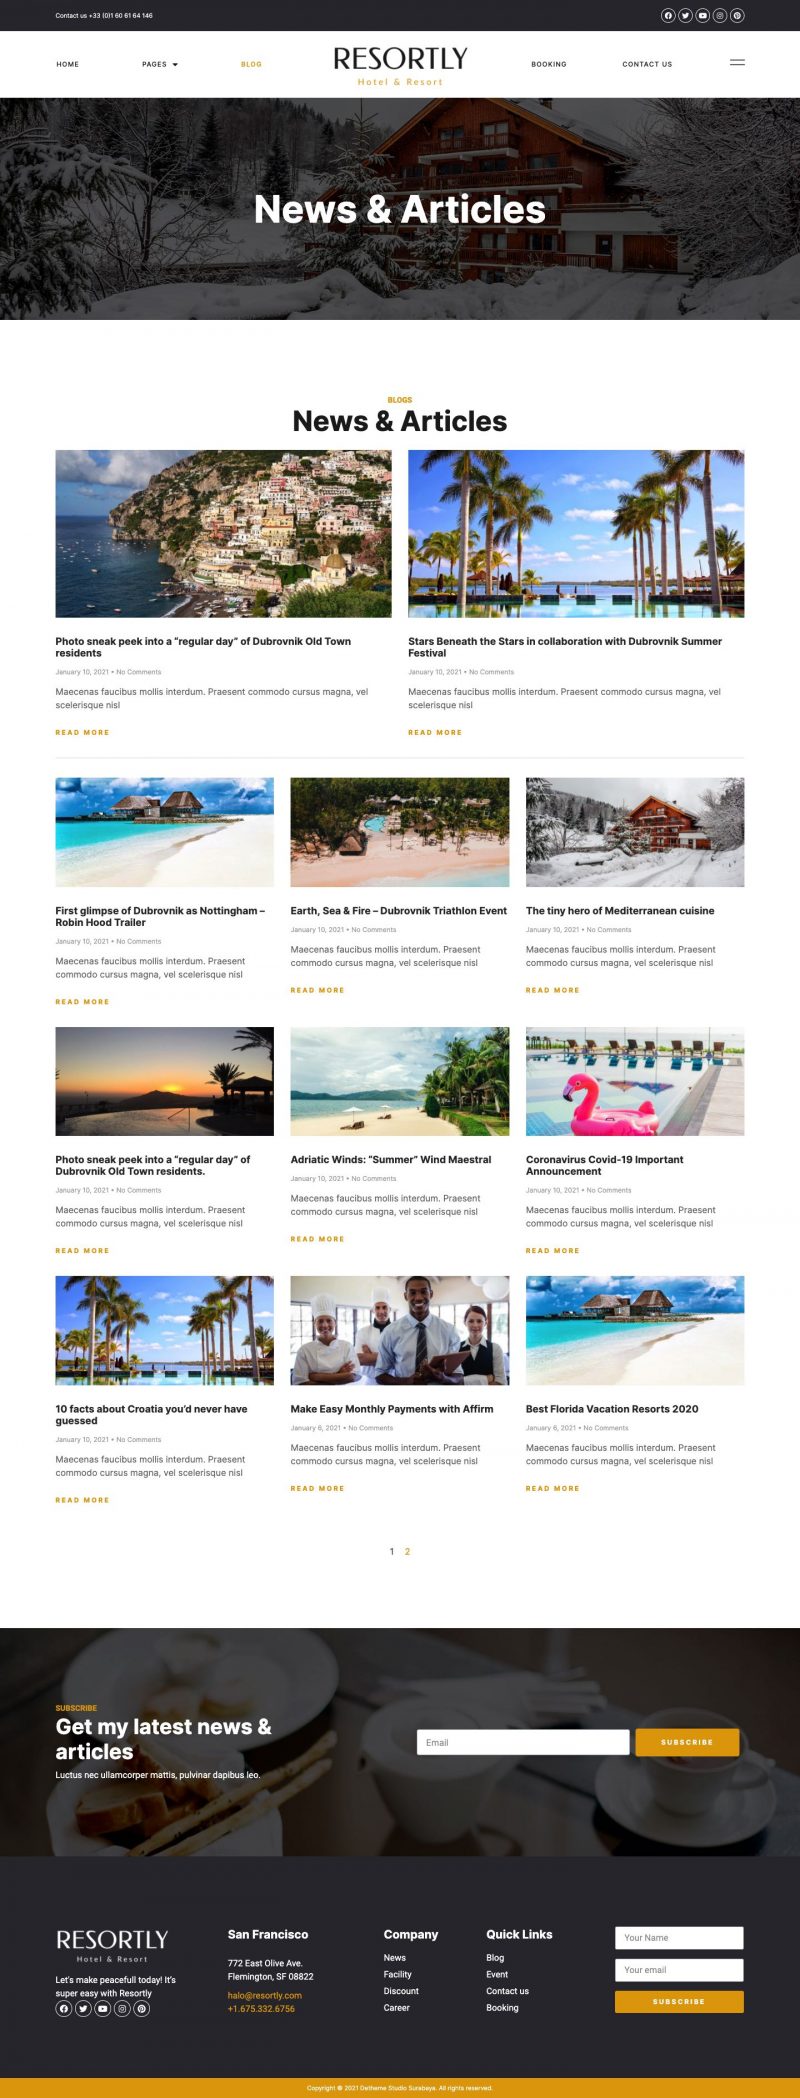 Contact us +33 (0)1 60 61 64 146
HOME
PAGES
BLOG
RESORTLY
Hotel & Resort
BOOKING
CONTACT US
News & Articles
BLOGS
News & Articles
Photo sneak peek into a “regular day” of Dubrovnik Old Town
residents
January 10, 2021 • No Comments
Maecenas faucibus mollis interdum. Praesent commodo cursus magna, vel
scelerisque nisl
READ MORE
Stars Beneath the Stars in collaboration with Dubrovnik Summer
Festival
January 10, 2021 • No Comments
Maecenas faucibus mollis interdum. Praesent commodo cursus magna, vel
scelerisque nisl
READ MORE
First glimpse of Dubrovnik as Nottingham –
Robin Hood Trailer
January 10, 2021 • No Comments
Maecenas faucibus mollis interdum. Praesent
commodo cursus magna, vel scelerisque nisl
READ MORE
Earth, Sea & Fire – Dubrovnik Triathlon Event
January 10, 2021 • No Comments
Maecenas faucibus mollis interdum. Praesent
commodo cursus magna, vel scelerisque nisl
READ MORE
The tiny hero of Mediterranean cuisine
January 10, 2021 • No Comments
Maecenas faucibus mollis interdum. Praesent
commodo cursus magna, vel scelerisque nisl
READ MORE
Photo sneak peek into a “regular day” of
Dubrovnik Old Town residents.
January 10, 2021 • No Comments
Maecenas faucibus mollis interdum. Praesent
commodo cursus magna, vel scelerisque nisl
READ MORE
Adriatic Winds: “Summer” Wind Maestral
January 10, 2021 • No Comments
Maecenas faucibus mollis interdum. Praesent
commodo cursus magna, vel scelerisque nisl
READ MORE
Coronavirus Covid-19 Important
Announcement
January 10, 2021 • No Comments
Maecenas faucibus mollis interdum. Praesent
commodo cursus magna, vel scelerisque nisl
READ MORE
10 facts about Croatia you’d never have
guessed
January 10, 2021 • No Comments
Maecenas faucibus mollis interdum. Praesent
commodo cursus magna, vel scelerisque nisl
READ MORE
Make Easy Monthly Payments with Affirm
January 6, 2021 • No Comments
Maecenas faucibus mollis interdum. Praesent
commodo cursus magna, vel scelerisque nisl
READ MORE
Best Florida Vacation Resorts 2020
January 6, 2021 • No Comments
Maecenas faucibus mollis interdum. Praesent
commodo cursus magna, vel scelerisque nisl
READ MORE
1 2
SUBSCRIBE
Get my latest news &
articles
Luctus nec ullamcorper mattis, pulvinar dapibus leo.
Email
SUBSCRIBE
RESORTLY
Hotel & Resort
Let's make peacefull today! It's
super easy with Resortly
San Francisco
772 East Olive Ave.
Flemington, SF 08822
halo@resortly.com
+1.675.332.6756
Company
News
Facility
Discount
Career
Quick Links
Blog
Event
Contact us
Booking
Your Name
Your email
SUBSCRIBE
Copyright © 2021 Detheme Studio Surabaya. All rights reserved.